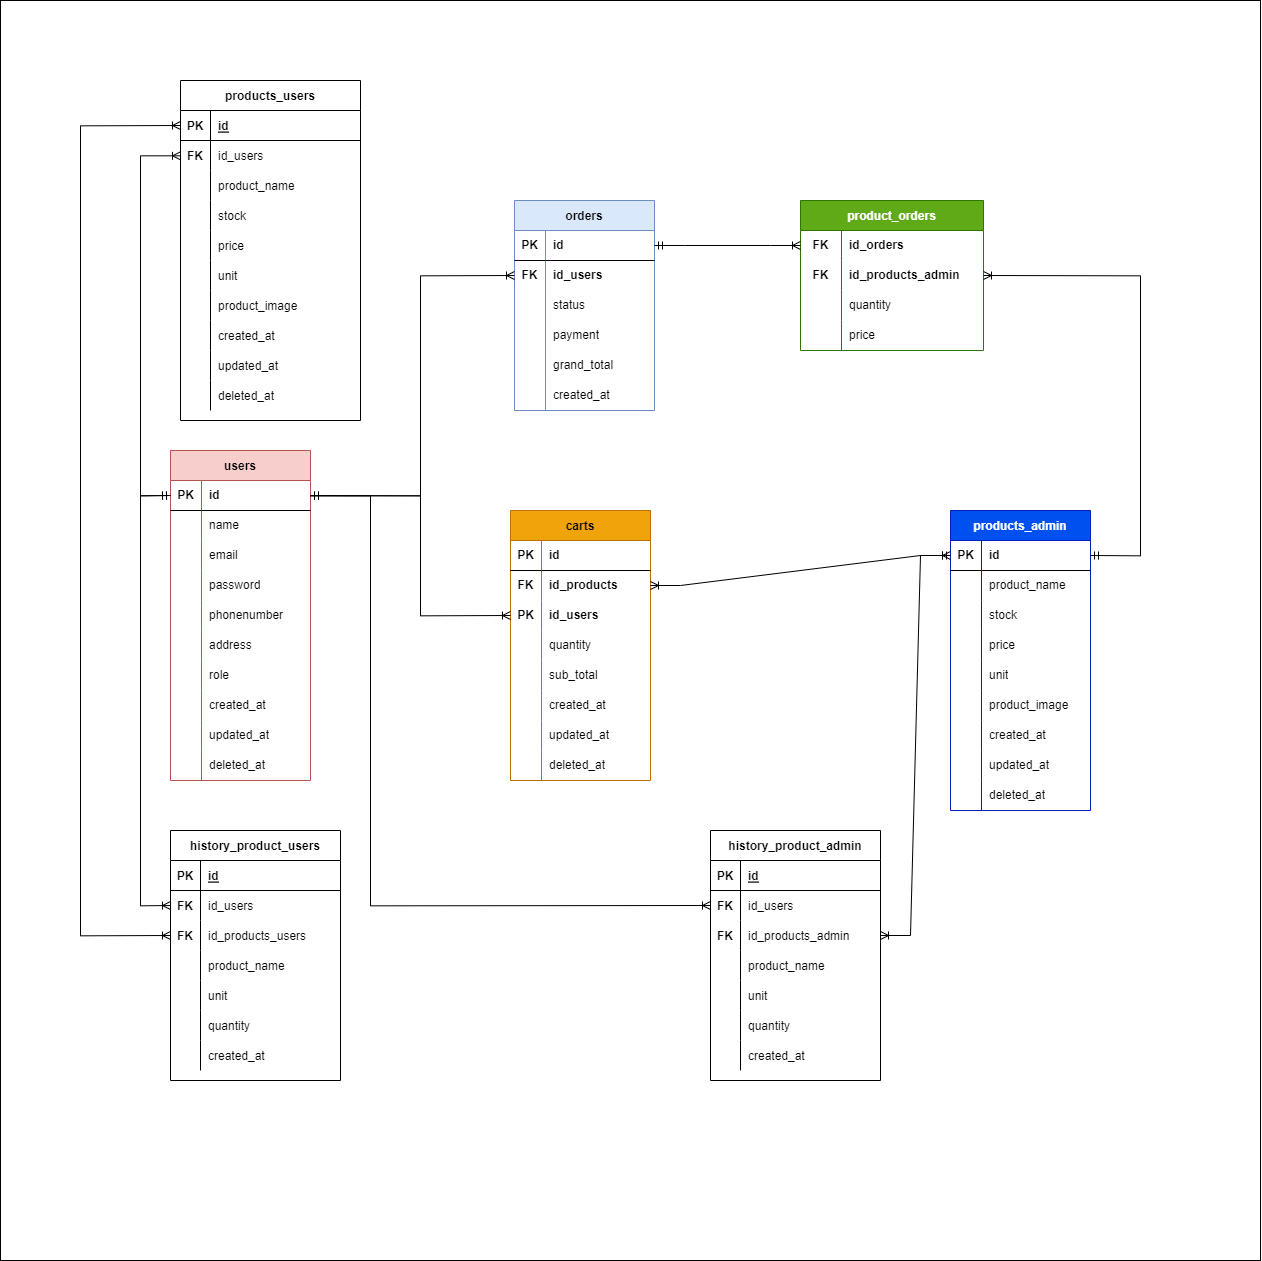 products_users
PK id
FK id_users
product_name
stock
price
unit
product_image
created_at
updated_at
deleted_at
orders
PK id
FK id_users
status
payment
grand_total
created_at
product_orders
FK id_orders
FK id_products_admin
quantity
price
users
PK id
name
email
password
phonenumber
address
role
created_at
updated_at
deleted_at
carts
PK id
FK id_products
PK id_users
quantity
sub_total
created_at
updated_at
deleted_at
products_admin
PK id
product_name
stock
price
unit
product_image
created_at
updated_at
deleted_at
history_product_users
PK id
FK id_users
FK id_products_users
product_name
unit
quantity
created_at
history_product_admin
PK id
FK id_users
FK id_products_admin
product_name
unit
quantity
created_at